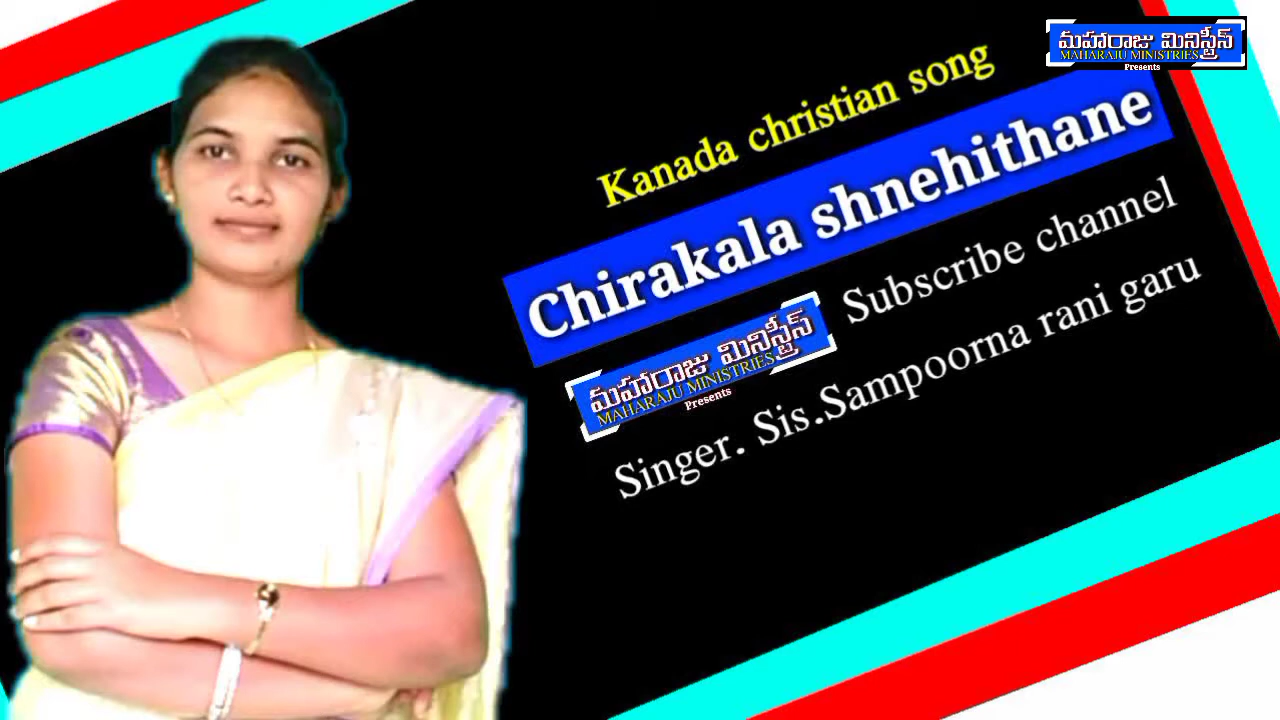 మహారాజు మినిస్ట్రీస్
MAHARAJU MINISTRIES
Presents
Kanada christian song
Chirakala shnehithane
Subscribe channel
మహారాజు మినిస్ట్రీస్
MAHARAJU MINISTRIES
Presents
Singer. Sis.Sampoorna rani garu